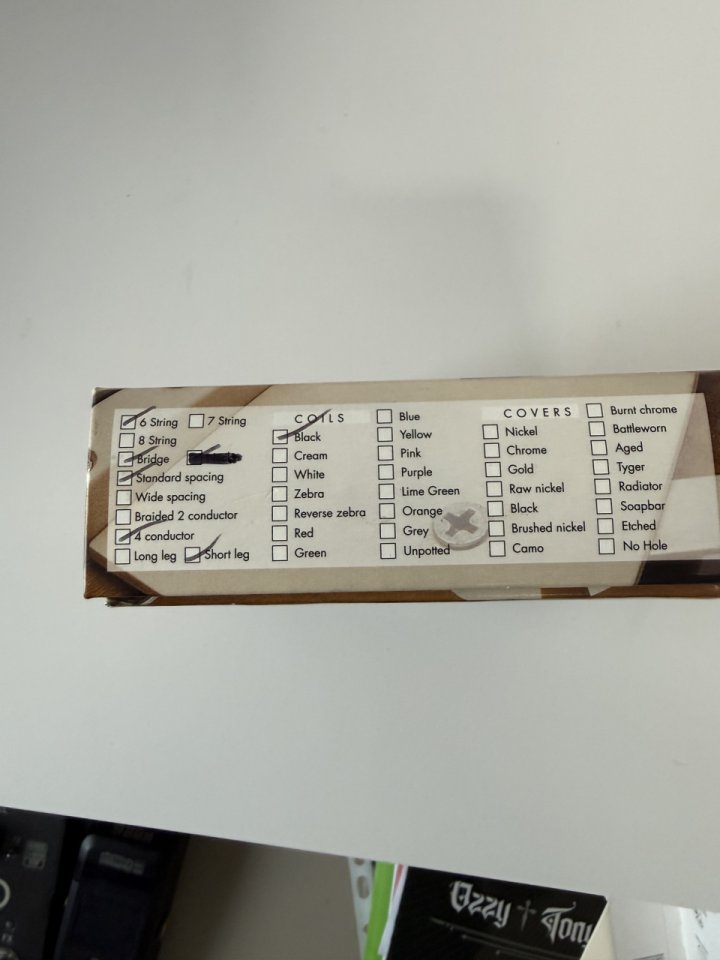 6 String 7 String
8 String
Bridge
Standard spacing
Wide spacing
Braided 2 conductor
4 conductor
Long leg Short leg
COILS
Black
Cream
White
Zebra
Reverse zebra
Red
Green
Blue
Yellow
Pink
Purple
Lime Green
Orange
Grey
Unpotted
COVERS
Nickel
Chrome
Gold
Raw nickel
Black
Brushed nickel
Camo
Burnt chrome
Battleworn
Aged
Tyger
Radiator
Soapbar
Etched
No Hole
Ozzy † Tony